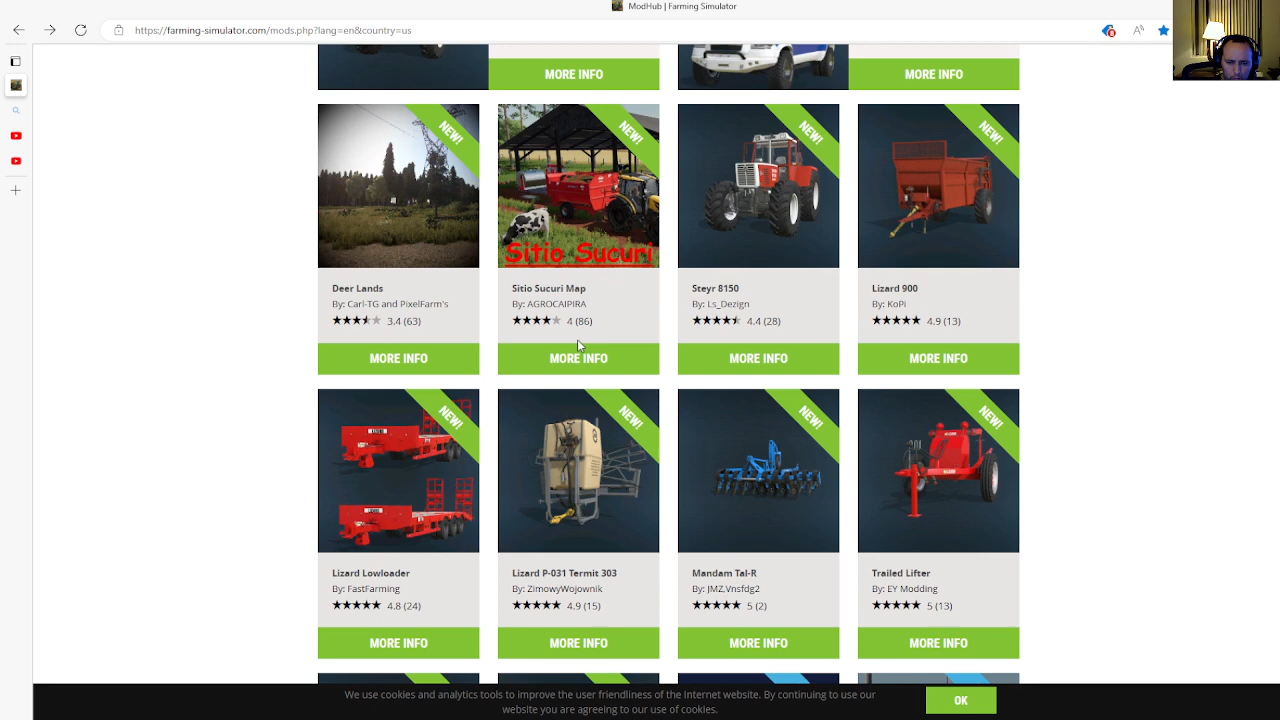 ModHub | Farming Simulator
https://farming-simulator.com/mods.php?lang=en&country=us
MORE INFO
MORE INFO
NEW!
NEW!
NEW!
NEW!
Sitio Sucuri
Deer Lands
By: Carl-TG and PixelFarm's
3.4 (63)
MORE INFO
Sitio Sucuri Map
By: AGROCAIPIRA
4 (86)
MORE INFO
Steyr 8150
By: Ls_Dezign
4.4 (28)
MORE INFO
Lizard 900
By: KoPi
4.9 (13)
MORE INFO
NEW!
NEW!
NEW!
NEW!
Lizard Lowloader
By: FastFarming
4.8 (24)
MORE INFO
Lizard P-031 Termit 303
By: ZimowyWojownik
4.9 (15)
MORE INFO
Mandam Tal-R
By: JMZ,Vnsfdg2
5 (2)
MORE INFO
Trailed Lifter
By: EY Modding
5 (13)
MORE INFO
We use cookies and analytics tools to improve the user friendliness of the Internet website. By continuing to use our
website you are agreeing to our use of cookies.
OK